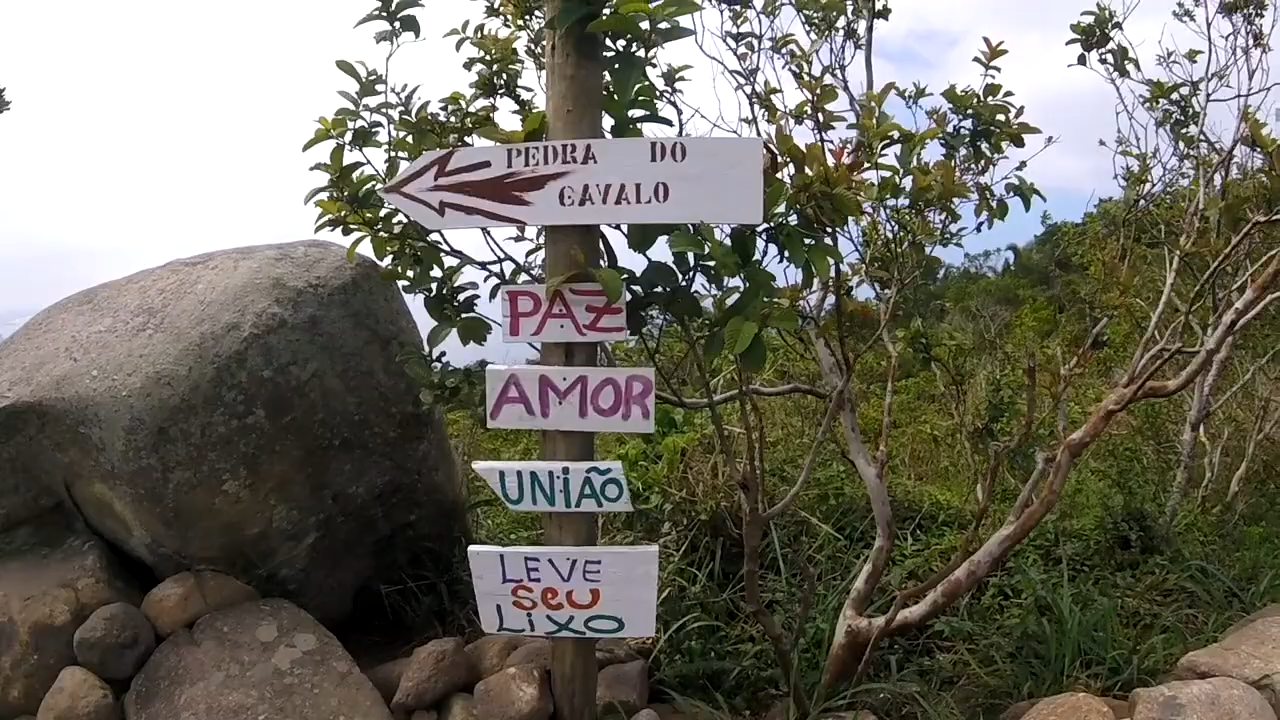 PEDRA DO
CAVALO
PAZ
AMOR
UNIÃO
LEVE
SEU
LIXO